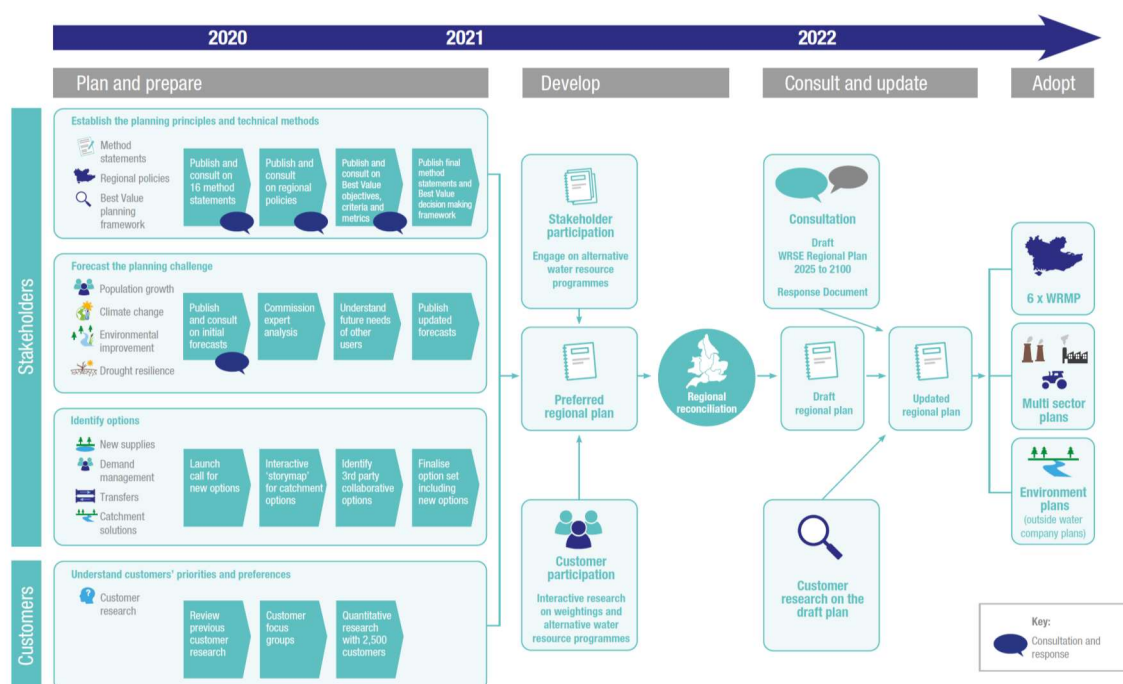 2020
2021
2022
Plan and prepare
Develop
Consult and update
Adopt
Stakeholders
Establish the planning principles and technical methods
Method
statements
Regional policies
Best Value
planning
framework
Publish and
consult on
16 method
statements
Publish and
consult
on regional
policies
Publish and
consult on
Best Value
objectives,
criteria and
metrics
Publish final
method
statements and
Best Value
decision making
framework
Forecast the planning challenge
Population growth
Climate change
Environmental
improvement
Drought resilience
Publish
and consult
on initial
forecasts
Commission
expert
analysis
Understand
future needs
of other
users
Publish
updated
forecasts
Identify options
New supplies
Demand
management
Transfers
Catchment
solutions
Launch
call for
new options
Interactive
‘storymap’ for
catchment
options
Identify
3rd party
collaborative
options
Finalise
option set
including
new options
Customers
Understand customers’ priorities and preferences
Customer
research
Review
previous
customer
research
Customer
focus
groups
Quantitative
research
with 2,500
customers
Stakeholder
participation
Engage on alternative
water resource
programmes
Preferred
regional plan
Customer
participation
Interactive research
on weightings and
alternative water
resource programmes
Regional
reconciliation
Consultation
Draft
WRSE Regional Plan
2025 to 2100
Response Document
Draft
regional plan
Updated
regional plan
Customer
research on the
draft plan
6 x WRMP
Multi sector
plans
Environment
plans
(outside water
company plans)
Key:
Consultation and
response